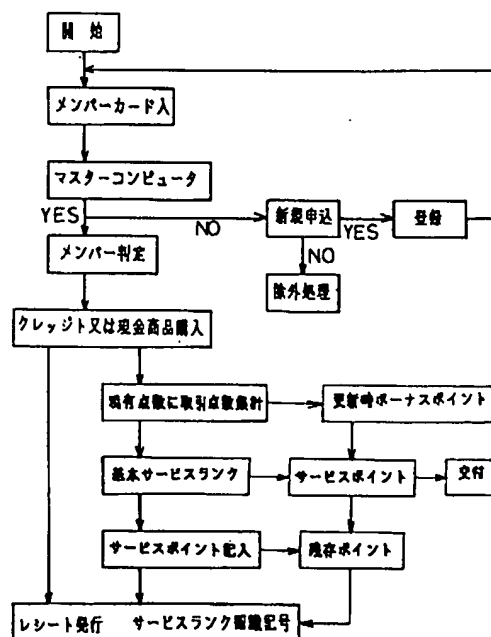 開始
メンバーカード入
マスターコンピュータ
YES
NO
新規申込
YES
登録
メンバー判定
NO
除外処理
クレッジト又は現金商品購入
現有点数に取引点数集計
更新時ボーナスポイント
基本サービスランク
サービスポイント
交付
サービスポイント記入
残存ポイント
レシート発行 サービスランク認識記号